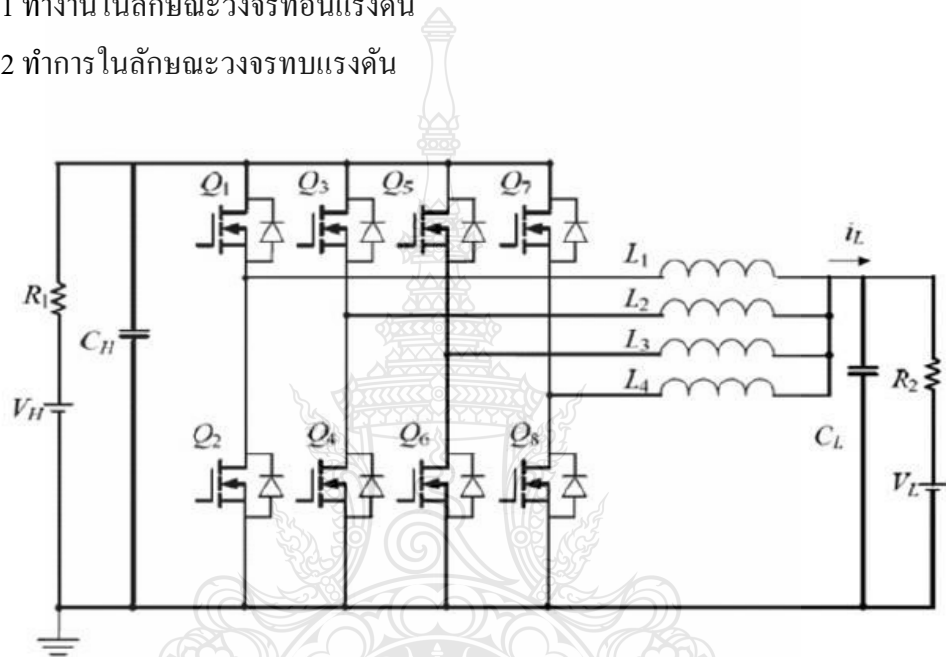 1 ทำงานในลักษณะวงจรทอนแรงดัน
2 ทำการในลักษณะวงจรทบแรงดัน
Q1 Q3 Q5 Q7
iL
L1
R1
L2
CH
L3
L4
R2
VH
Q2 Q4 Q6 Q8
CL
VL